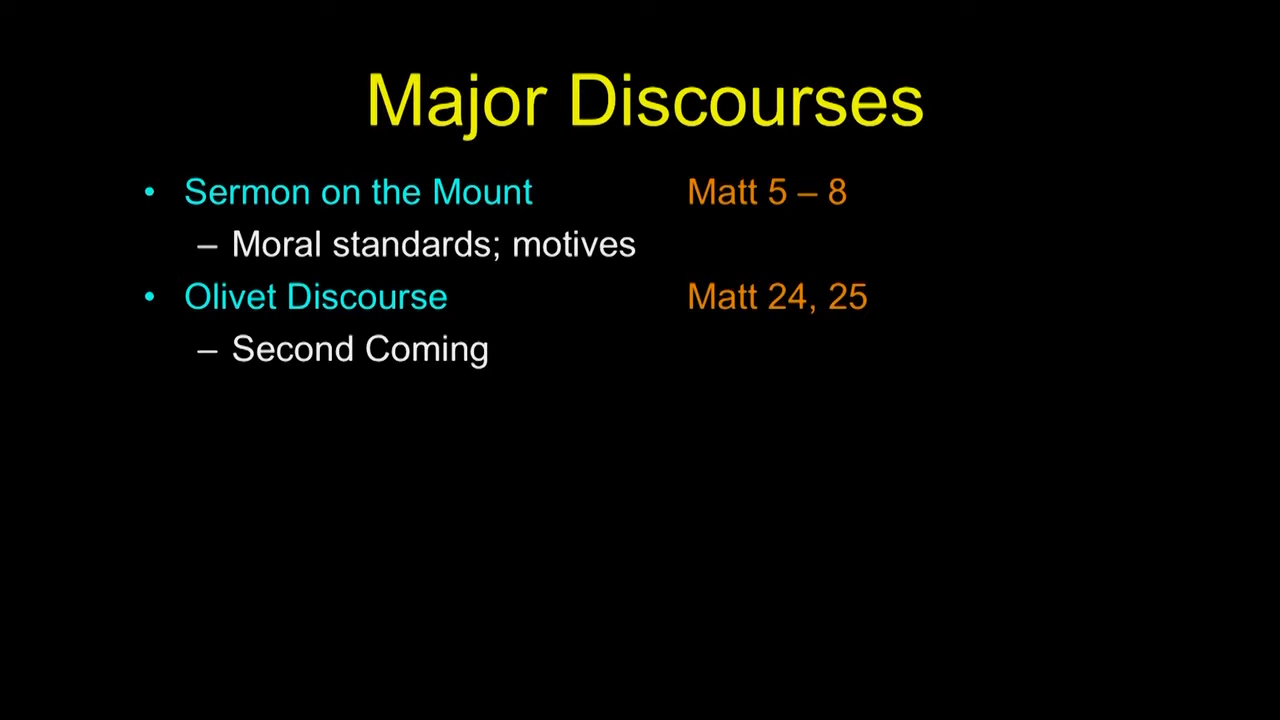 Major Discourses
• Sermon on the Mount Matt 5 – 8
– Moral standards; motives
• Olivet Discourse Matt 24, 25
– Second Coming